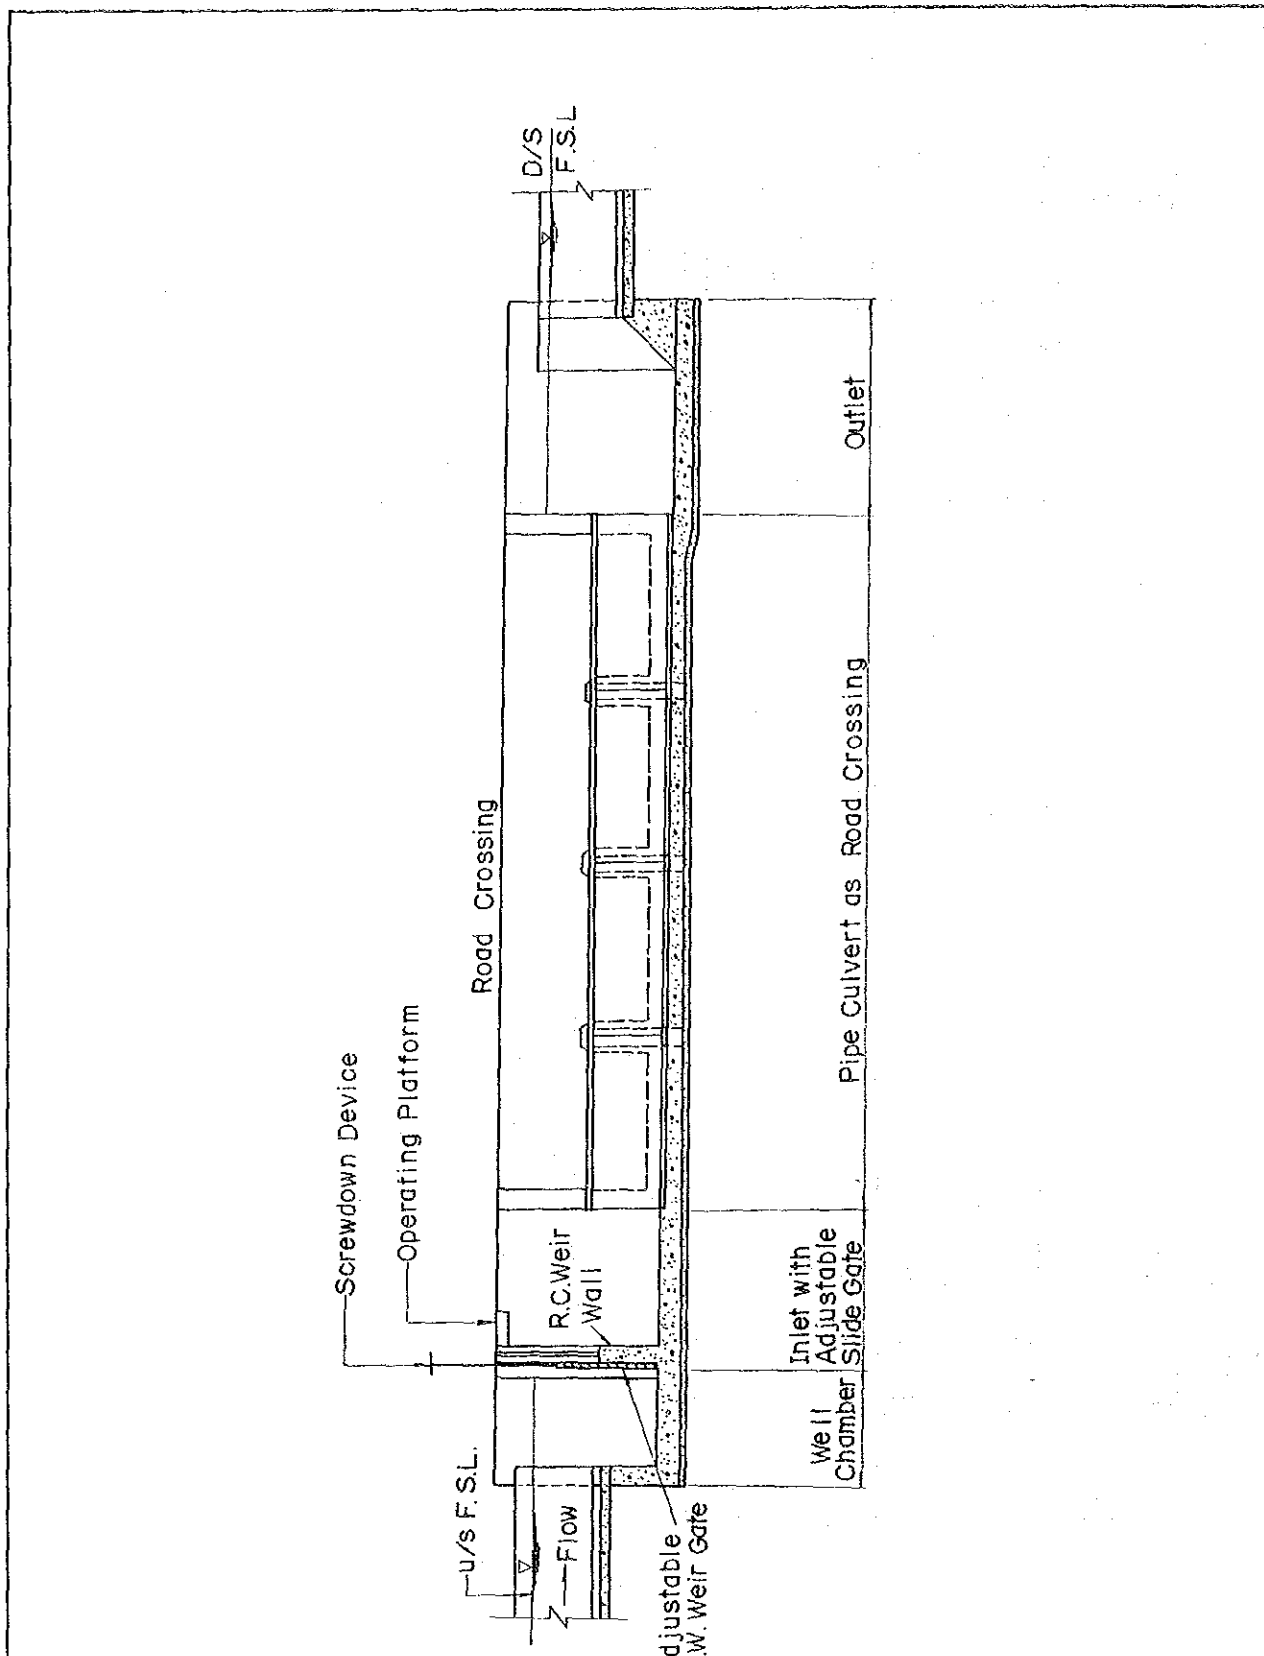 Screwdown Device
Operating Platform
Road Crossing
D/S
F.S.L
u/s F.S.L.
Flow
R.C.Weir
Wall
djustable
.W. Weir Gate
Well
Chamber
Inlet with
Adjustable
Slide Gate
Pipe Culvert as Road Crossing
Outlet